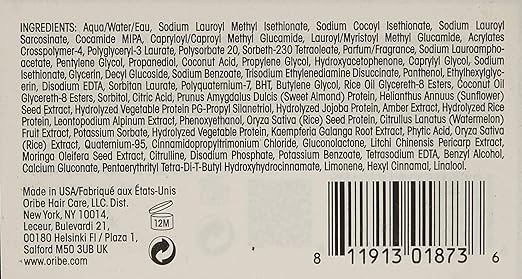 INGREDIENTS: Aqua/Water/Eau, Sodium Lauroyl Methyl Isethionate, Sodium Cocoyl Isethionate, Sodium Lauroyl
Sarcosinate, Cocamide MIPA, Capryloyl/Caproyl Methyl Glucamide, Lauroyl/Myristoyl Methyl Glucamide, Acrylates
Crosspolymer-4, Polyglyceryl-3 Laurate, Polysorbate 20, Sorbeth-230 Tetraoleate, Parfum/Fragrance, Sodium Lauroampho-
acetate, Pentylene Glycol, Propanediol, Coconut Acid, Propylene Glycol, Hydroxyacetophenone, Caprylyl Glycol, Sodium
Isethionate, Glycerin, Decyl Glucoside, Sodium Benzoate, Trisodium Ethylenediamine Disuccinate, Panthenol, Ethylhexylglyc-
erin, Disodium EDTA, Sorbitan Laurate, Polyquaternium-7, BHT, Butylene Glycol, Rice Oil Glycereth-8 Esters, Coconut Oil
Glycereth-8 Esters, Sorbitol, Citric Acid, Prunus Amygdalus Dulcis (Sweet Almond) Protein, Helianthus Annuus (Sunflower)
Seed Extract, Hydrolyzed Vegetable Protein PG-Propyl Silanetriol, Hydrolyzed Jojoba Protein, Amber Extract, Hydrolyzed Rice
Protein, Leontopodium Alpinum Extract, Phenoxyethanol, Oryza Sativa (Rice) Seed Protein, Citrullus Lanatus (Watermelon)
Fruit Extract, Potassium Sorbate, Hydrolyzed Vegetable Protein, Kaempferia Galanga Root Extract, Phytic Acid, Oryza Sativa
(Rice) Extract, Quaternium-95, Cinnamidopropyltrimonium Chloride, Gluconolactone, Litchi Chinensis Pericarp Extract,
Moringa Oleifera Seed Extract, Citrulline, Disodium Phosphate, Potassium Benzoate, Tetrasodium EDTA, Benzyl Alcohol,
Calcium Gluconate, Pentaerythrityl Tetra-Di-T-Butyl Hydroxyhydrocinnamate, Limonene, Hexyl Cinnamal, Linalool.
Made in USA/Fabriqué aux États-Unis
Oribe Hair Care, LLC. Dist.
New York, NY 10014,
Leceur, Bulevardi 21,
00180 Helsinki FI / Plaza 1,
Salford M50 3UB UK
www.oribe.com
12M
8 11913 01873 6